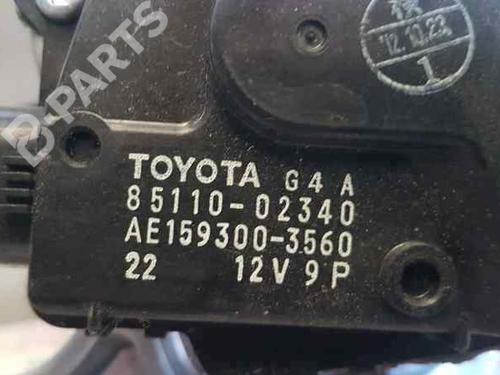 B-PARTS
12.10.23
1
TOYOTA G4A
85110-02340
AE159300-3560
22 12V 9P